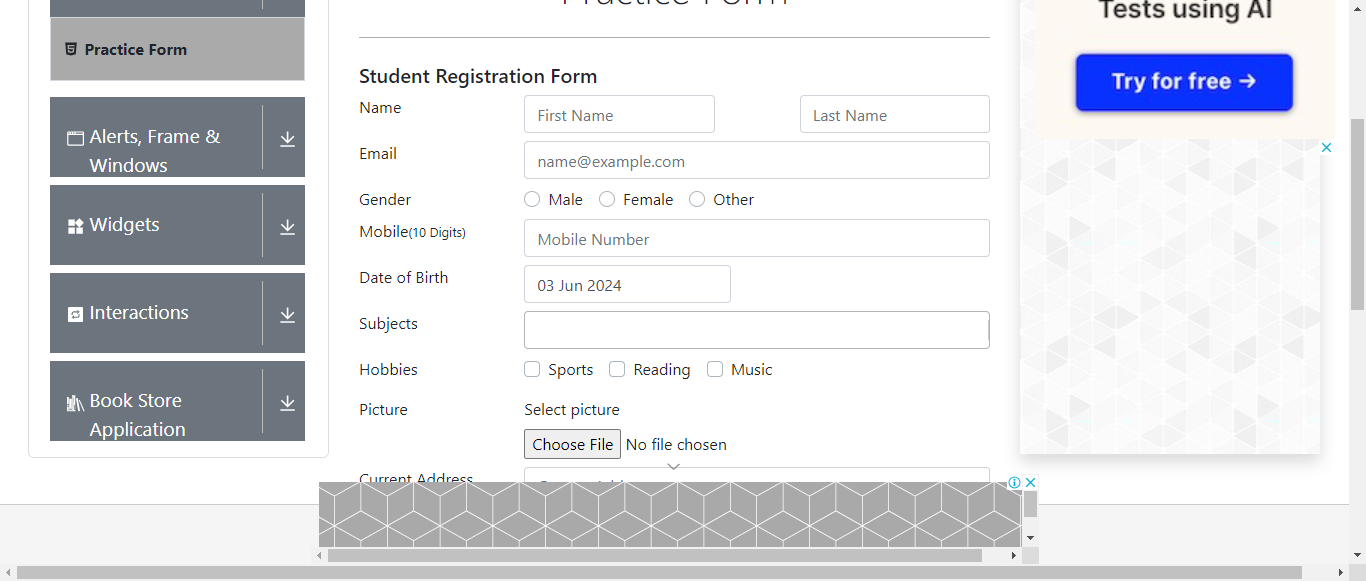 Practice Form
Tests using AI
Try for free →
Practice Form
Alerts, Frame &
Windows
Widgets
Interactions
Book Store
Application
Student Registration Form
Name
First Name
Last Name
Email
name@example.com
Gender
Male
Female
Other
Mobile(10 Digits)
Mobile Number
Date of Birth
03 Jun 2024
Subjects
Hobbies
Sports
Reading
Music
Picture
Select picture
Choose File
No file chosen
Current Address